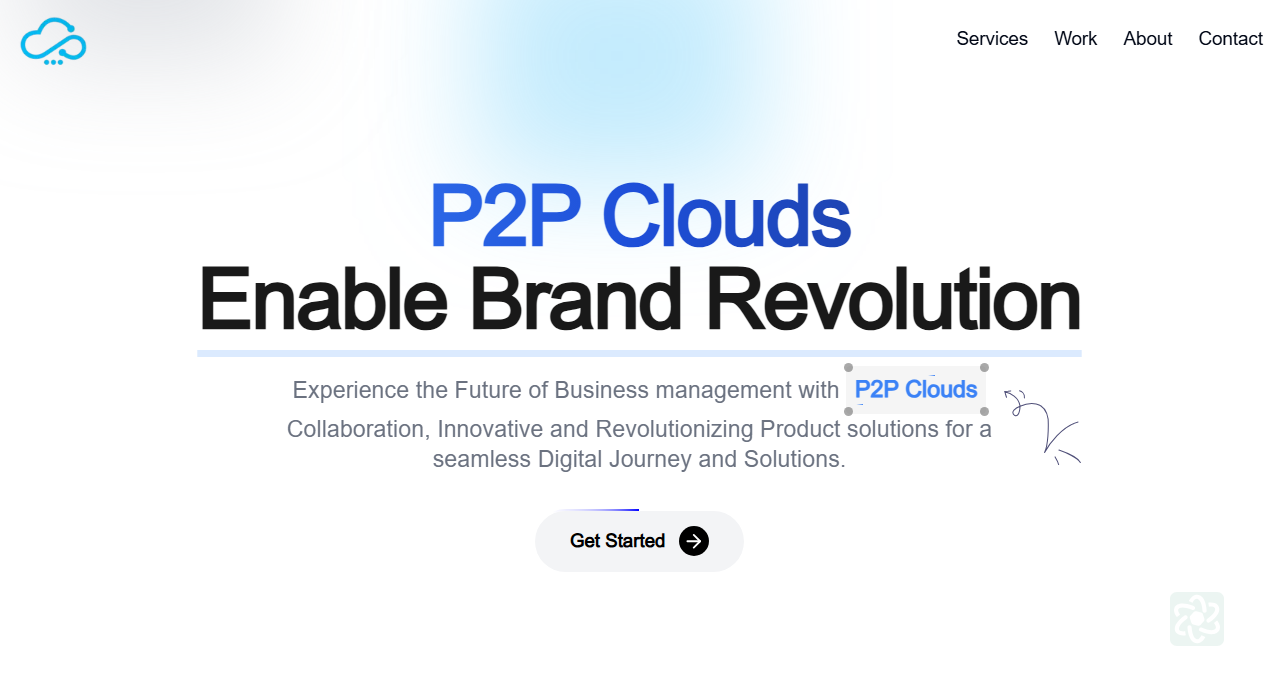 Services Work About Contact
P2P Clouds
Enable Brand Revolution
Experience the Future of Business management with P2P Clouds
Collaboration, Innovative and Revolutionizing Product solutions for a
seamless Digital Journey and Solutions.
Get Started